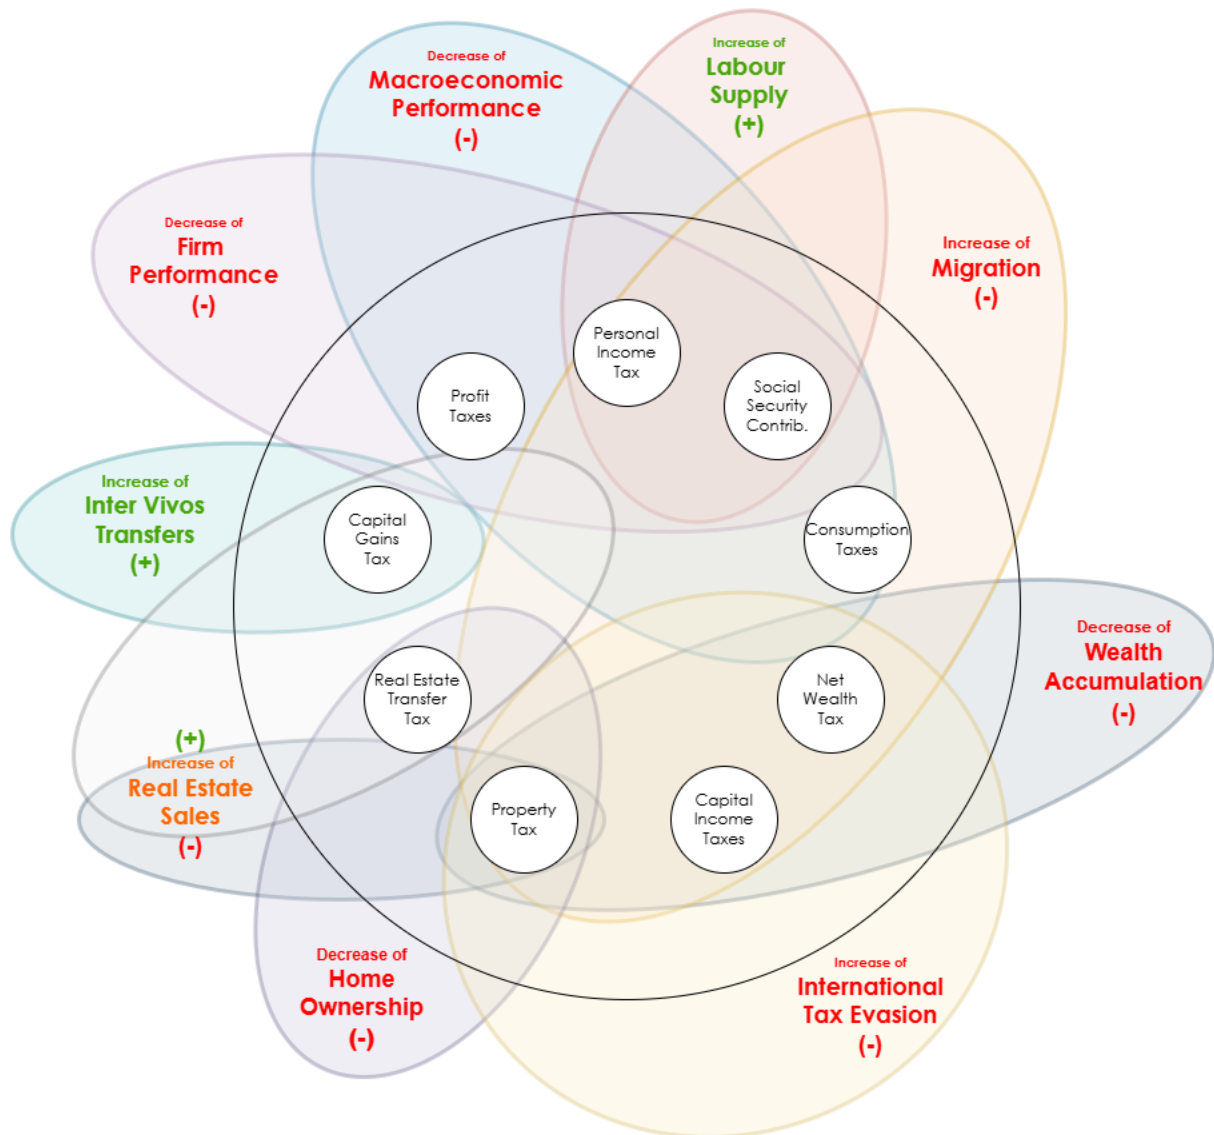 Decrease of
Macroeconomic
Performance
(-)
Increase of
Labour
Supply
(+)
Decrease of
Firm
Performance
(-)
Increase of
Migration
(-)
Personal
Income
Tax
Profit
Taxes
Social
Security
Contrib.
Increase of
Inter Vivos
Transfers
(+)
Capital
Gains
Tax
Consumption
Taxes
Decrease of
Wealth
Accumulation
(-)
Real Estate
Transfer
Tax
Net
Wealth
Tax
(+)
Increase of
Real Estate
Sales
(-)
Property
Tax
Capital
Income
Taxes
Decrease of
Home
Ownership
(-)
Increase of
International
Tax Evasion
(-)